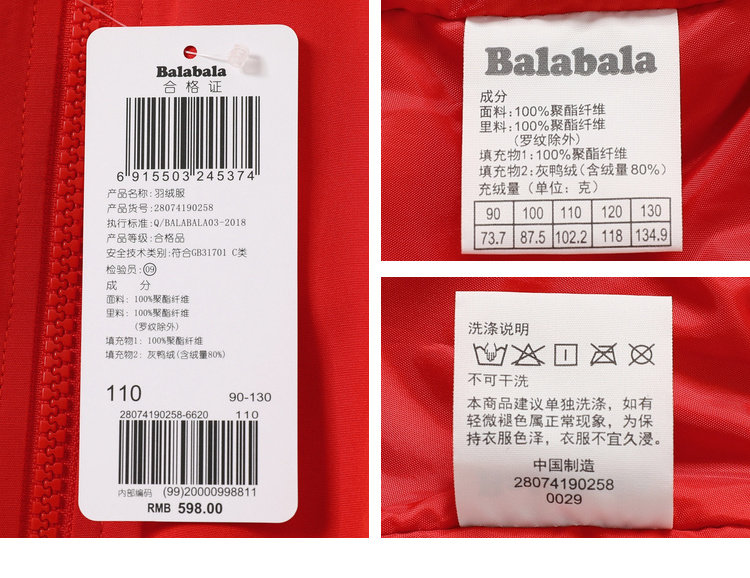 Balabala
合格证
6 915503 245374
产品名称: 羽绒服
产品货号: 28074190258
执行标准: Q/BALABALA03-2018
产品等级: 合格品
安全技术类别: 符合GB31701 C类
检验员: 09
成 分
面料: 100%聚酯纤维
里料: 100%聚酯纤维
(罗纹除外)
填充物1: 100%聚酯纤维
填充物2: 灰鸭绒(含绒量80%)
110 90-130
28074190258-6620 110
内部编码 (99)20000998811
RMB 598.00
Balabala
成分
面料: 100%聚酯纤维
里料: 100%聚酯纤维
(罗纹除外)
填充物1: 100%聚酯纤维
填充物2: 灰鸭绒(含绒量80%)
充绒量(单位: 克)
90 100 110 120 130
73.7 87.5 102.2 118 134.9
洗涤说明
不可干洗
本商品建议单独洗涤, 如有
轻微褪色属正常现象, 为保
持衣服色泽, 衣服不宜久浸。
中国制造
28074190258
0029